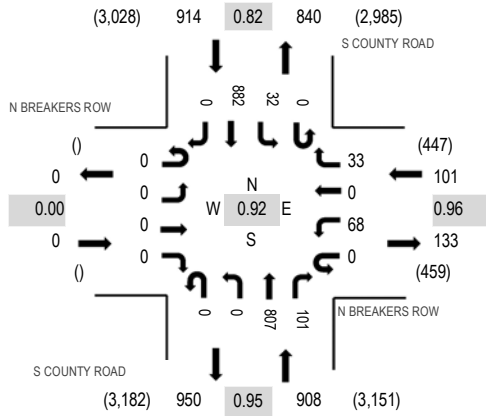 (3,028) 914 0.82 840 (2,985)
S COUNTY ROAD
0 882 32 0
N BREAKERS ROW
() 0 33 (447)
0 0 N 0 101
0.00 W 0.92 E 0.96
0 0 S 68 133
() 0 0 (459)
0 0 807 101
N BREAKERS ROW
S COUNTY ROAD
(3,182) 950 0.95 908 (3,151)